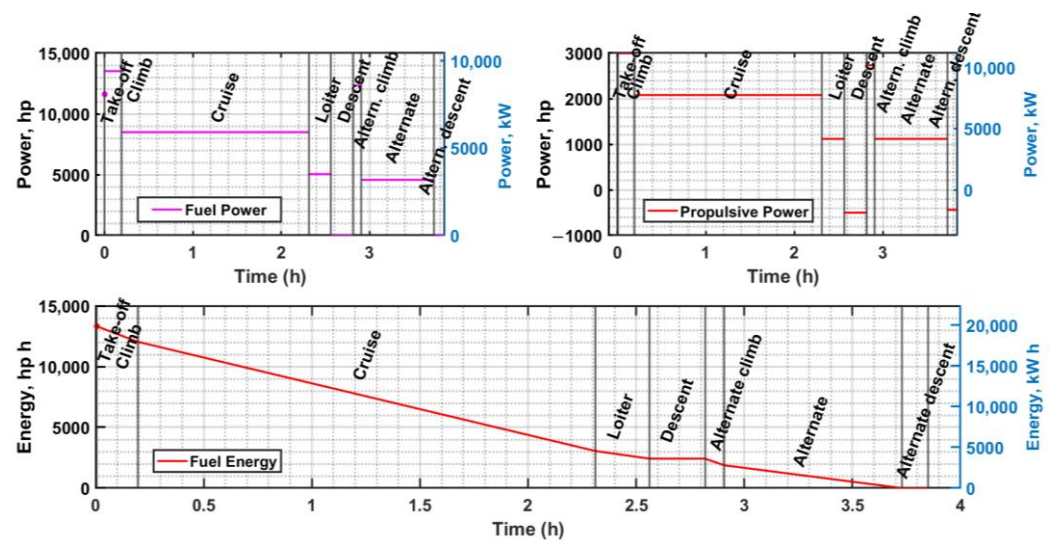 15,000
10,000
5000
0
Power, hp
Take-off
Climb
Cruise
Loiter
Descent
Altern. climb
Alternate
Altern. descent
10,000
5000
0
Power, kW
Fuel Power
0 1 2 3
Time (h)
3000
2000
1000
0
−1000
Power, hp
Take-off
Climb
Cruise
Loiter
Descent
Altern. climb
Alternate
Altern. descent
10,000
5000
0
Power, kW
Propulsive Power
0 1 2 3
Time (h)
15,000
10,000
5000
0
Energy, hp h
Take-off
Climb
Cruise
Loiter
Descent
Alternate climb
Alternate
Alternate descent
20,000
15,000
10,000
5000
0
Energy, kW h
Fuel Energy
0 0.5 1 1.5 2 2.5 3 3.5 4
Time (h)